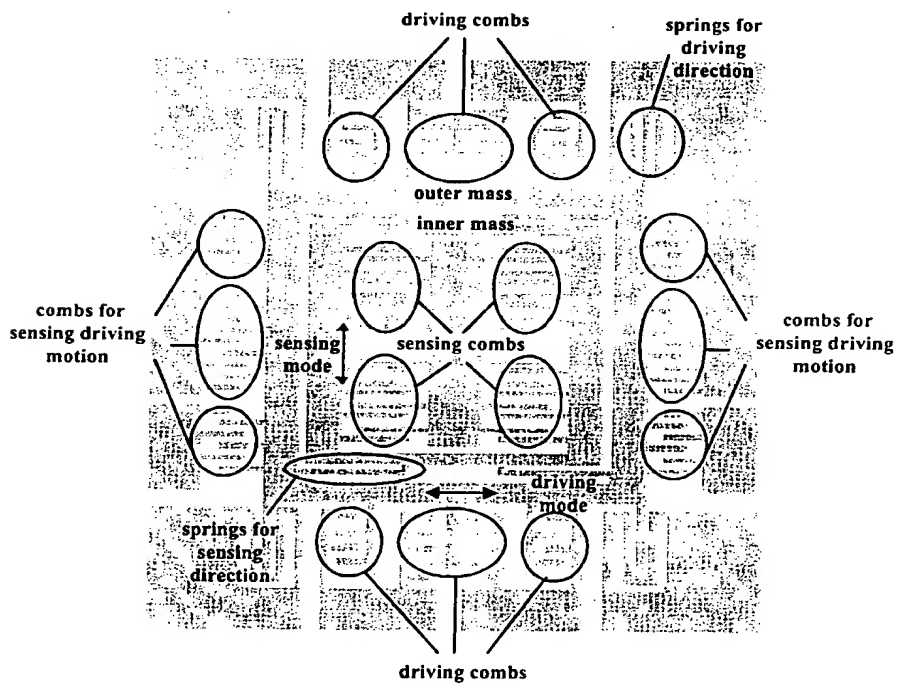 driving combs
springs for
driving
direction
outer mass
inner mass
combs for
sensing driving
motion
sensing
mode
sensing combs
combs for
sensing driving
motion
driving
mode
springs for
sensing
direction
driving combs